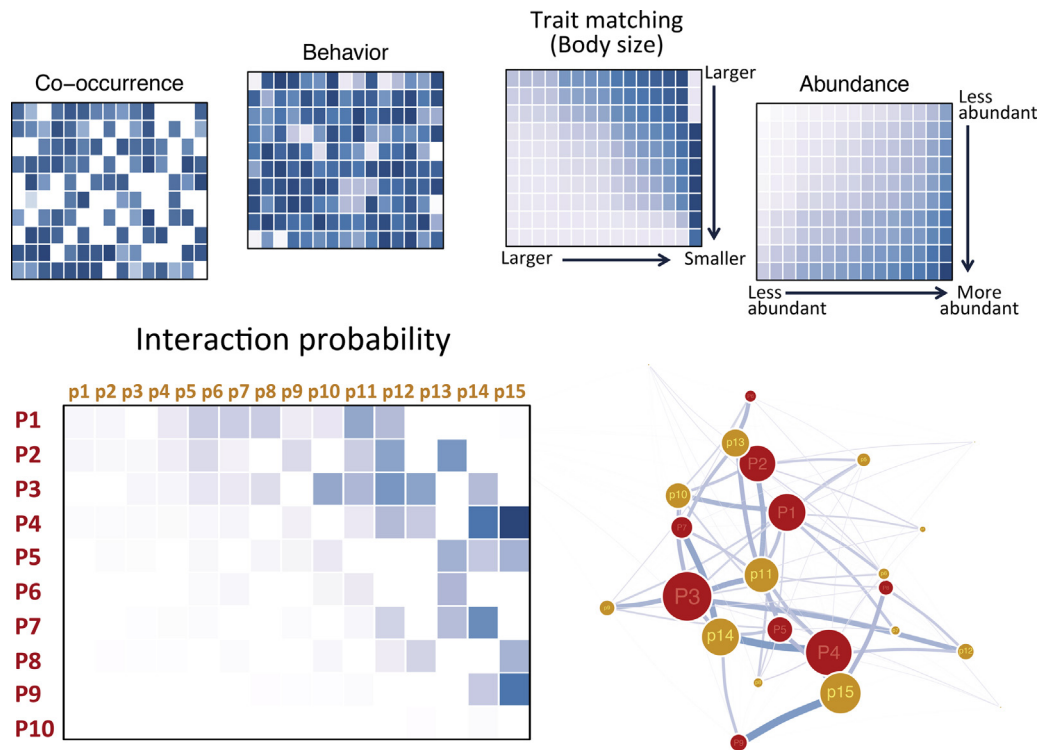 Trait matching
(Body size)
Behavior
Co-occurrence
Larger
Abundance
Less
abundant
Larger
Smaller
Less
abundant
More
abundant
Interaction probability
p1 p2 p3 p4 p5 p6 p7 p8 p9 p10 p11 p12 p13 p14 p15
P1
P2
P3
P4
P5
P6
P7
P8
P9
P10
p13
P2
p10
P1
P7
p11
P3
P5
p14
P4
p12
p15